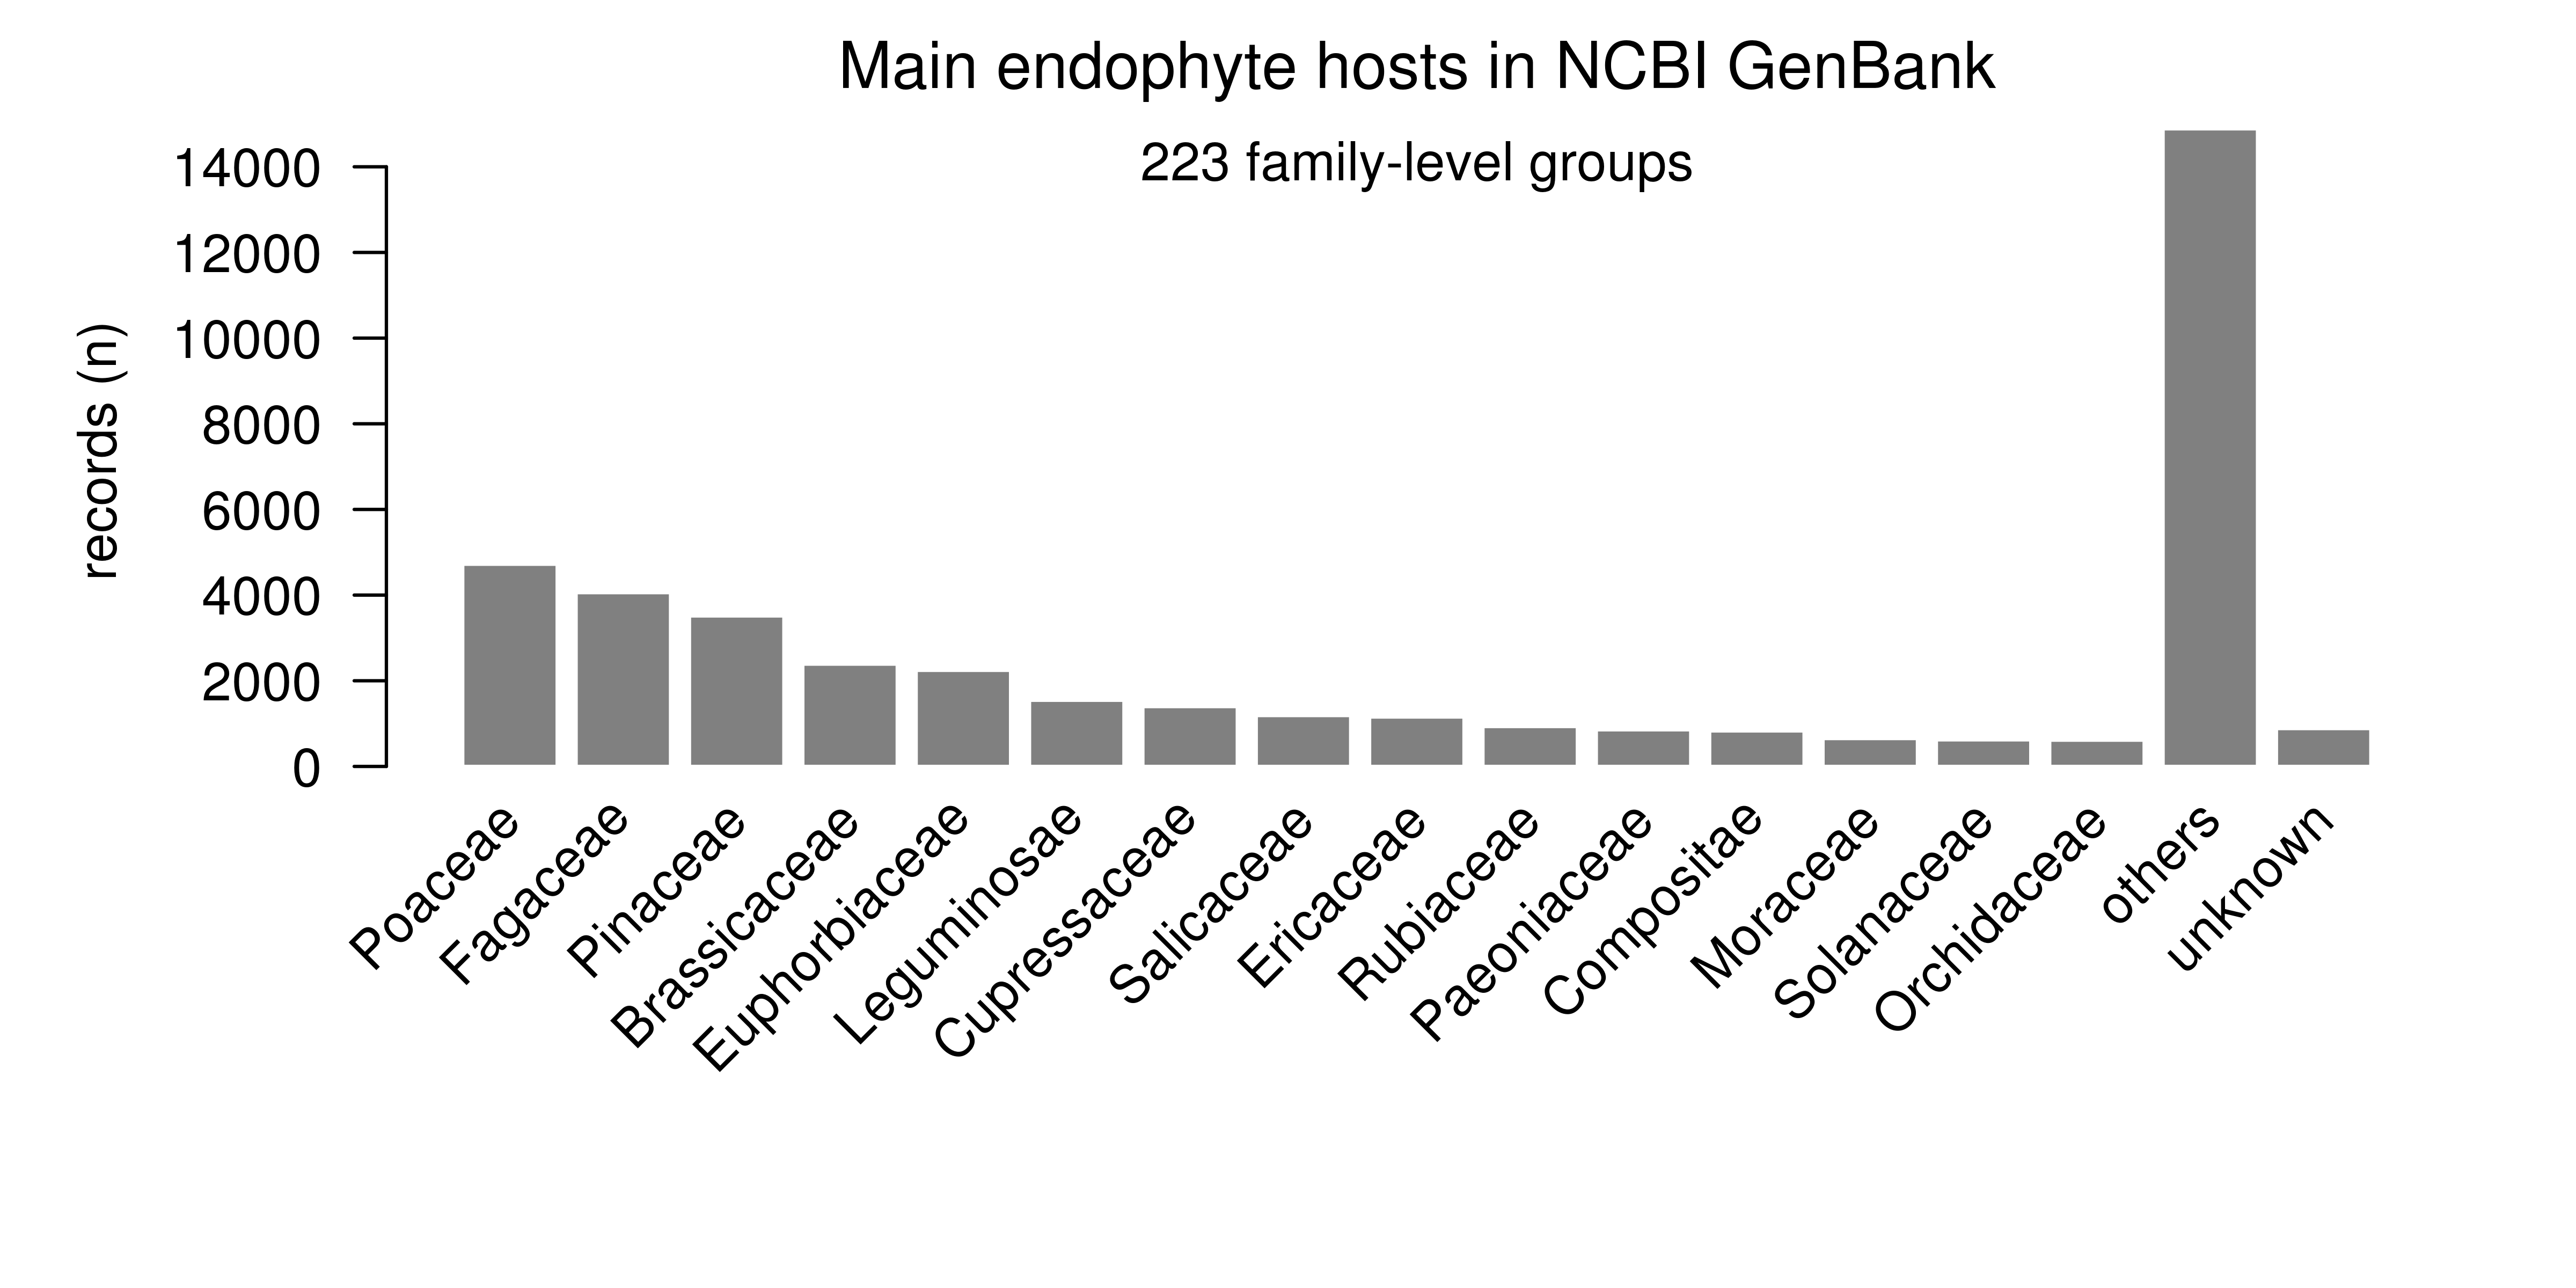 Main endophyte hosts in NCBI GenBank
223 family-level groups
records (n)
14000
12000
10000
8000
6000
4000
2000
0
Poaceae
Fagaceae
Pinaceae
Brassicaceae
Euphorbiaceae
Leguminosae
Cupressaceae
Salicaceae
Ericaceae
Rubiaceae
Paeoniaceae
Compositae
Moraceae
Solanaceae
Orchidaceae
others
unknown